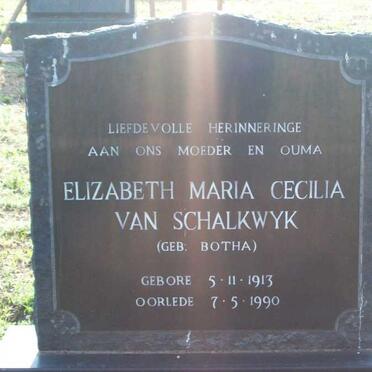 LIEFDEVOLLE HERINNERINGE
AAN ONS MOEDER EN OUMA
ELIZABETH MARIA CECILIA
VAN SCHALKWYK
(GEB. BOTHA)
GEBORE 5·11·1913
OORLEDE 7·5·1990